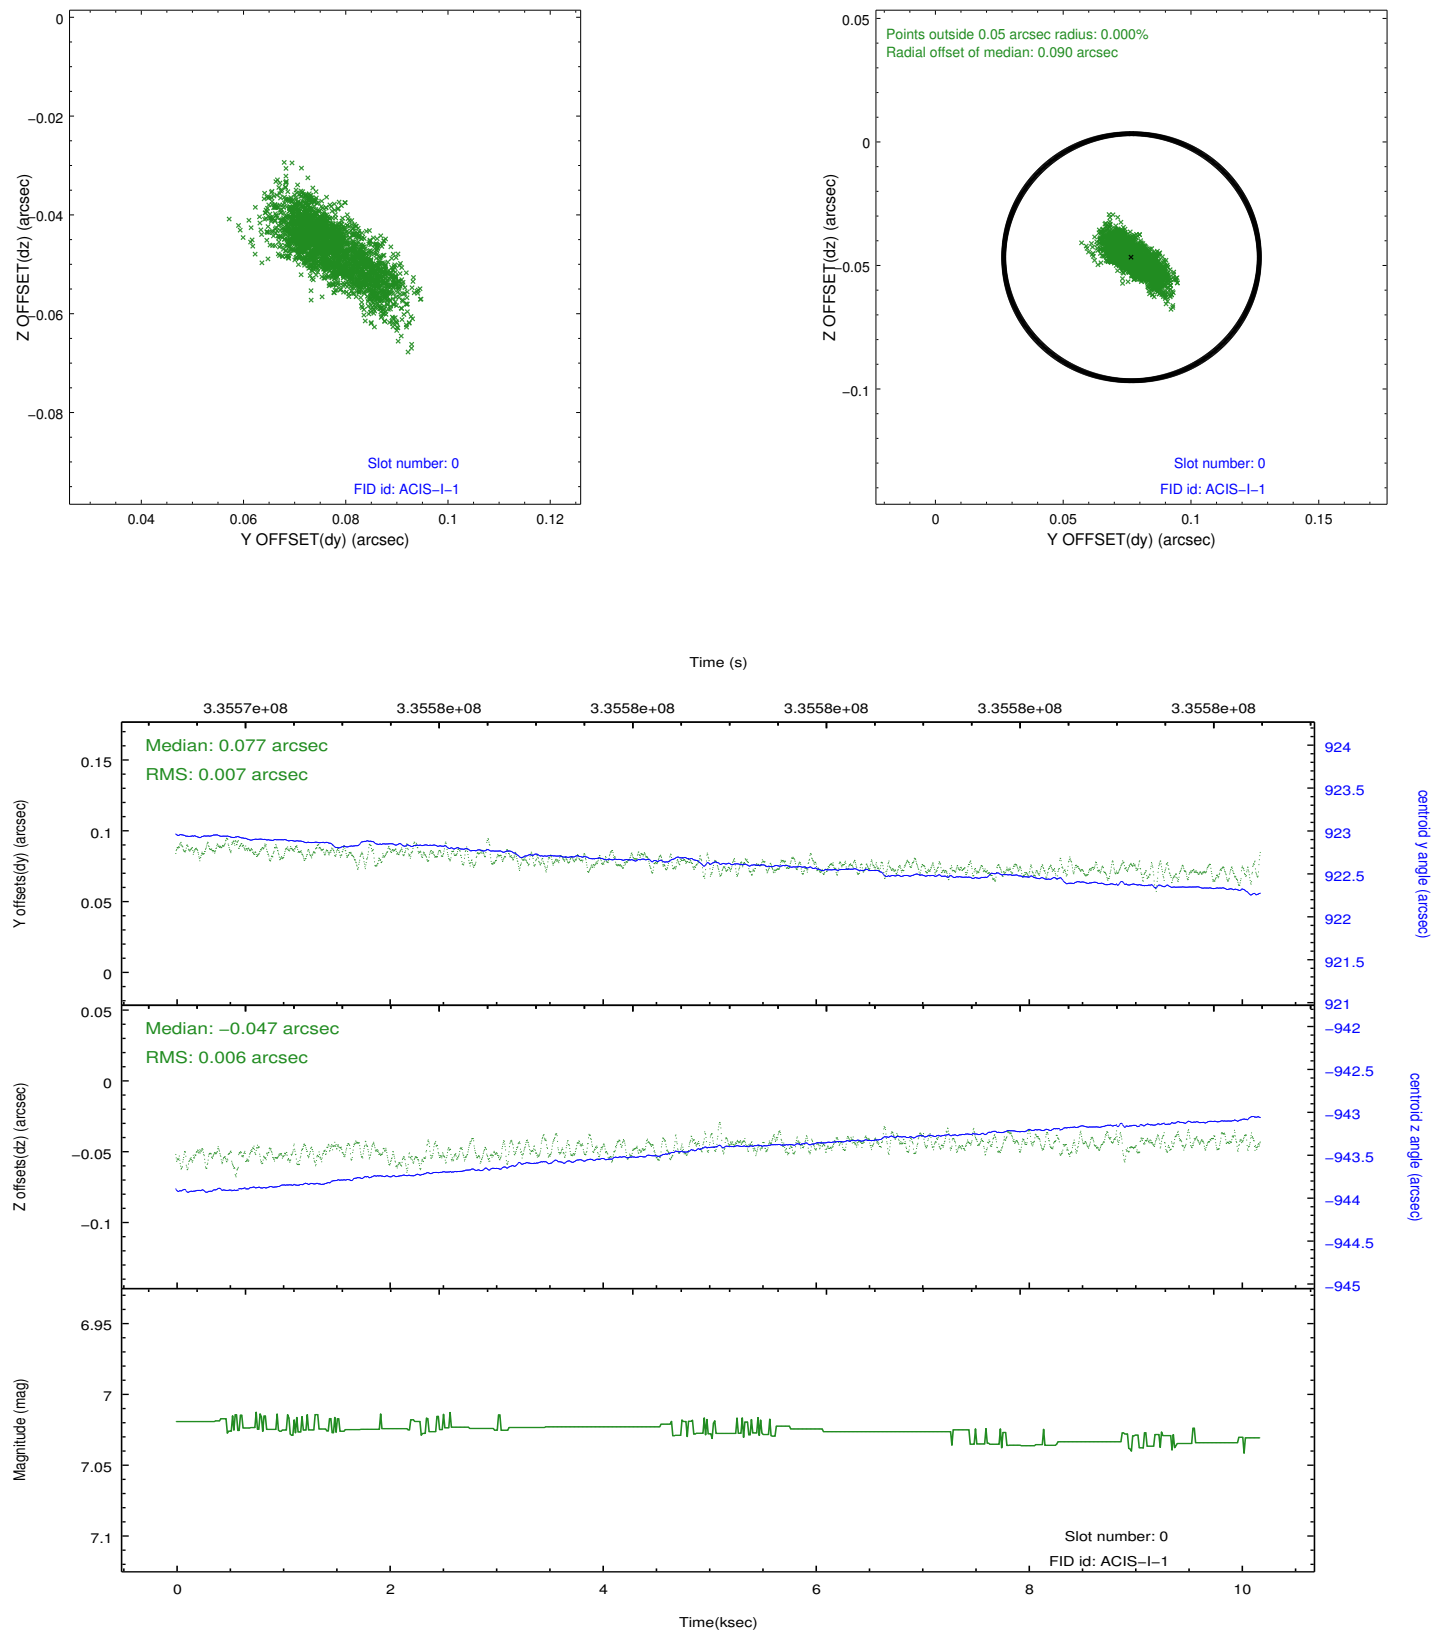 0
−0.02
−0.04
−0.06
−0.08
Z OFFSET(dz) (arcsec)
Slot number: 0
FID id: ACIS−I−1
0.04
0.06
0.08
0.1
0.12
Y OFFSET(dy) (arcsec)
Points outside 0.05 arcsec radius: 0.000%
Radial offset of median: 0.090 arcsec
0.05
0
−0.05
−0.1
Z OFFSET(dz) (arcsec)
Slot number: 0
FID id: ACIS−I−1
0
0.05
0.1
0.15
Y OFFSET(dy) (arcsec)
Time (s)
3.3557e+08
3.3558e+08
3.3558e+08
3.3558e+08
3.3558e+08
3.3558e+08
Median: 0.077 arcsec
RMS: 0.007 arcsec
0.15
0.1
0.05
0
Y offsets(dy) (arcsec)
924
923.5
923
922.5
922
921.5
921
centroid y angle (arcsec)
Median: −0.047 arcsec
RMS: 0.006 arcsec
0.05
0
−0.05
−0.1
Z offsets(dz) (arcsec)
−942
−942.5
−943
−943.5
−944
−944.5
−945
centroid z angle (arcsec)
6.95
7
7.05
7.1
Magnitude (mag)
Slot number: 0
FID id: ACIS−I−1
0
2
4
6
8
10
Time(ksec)